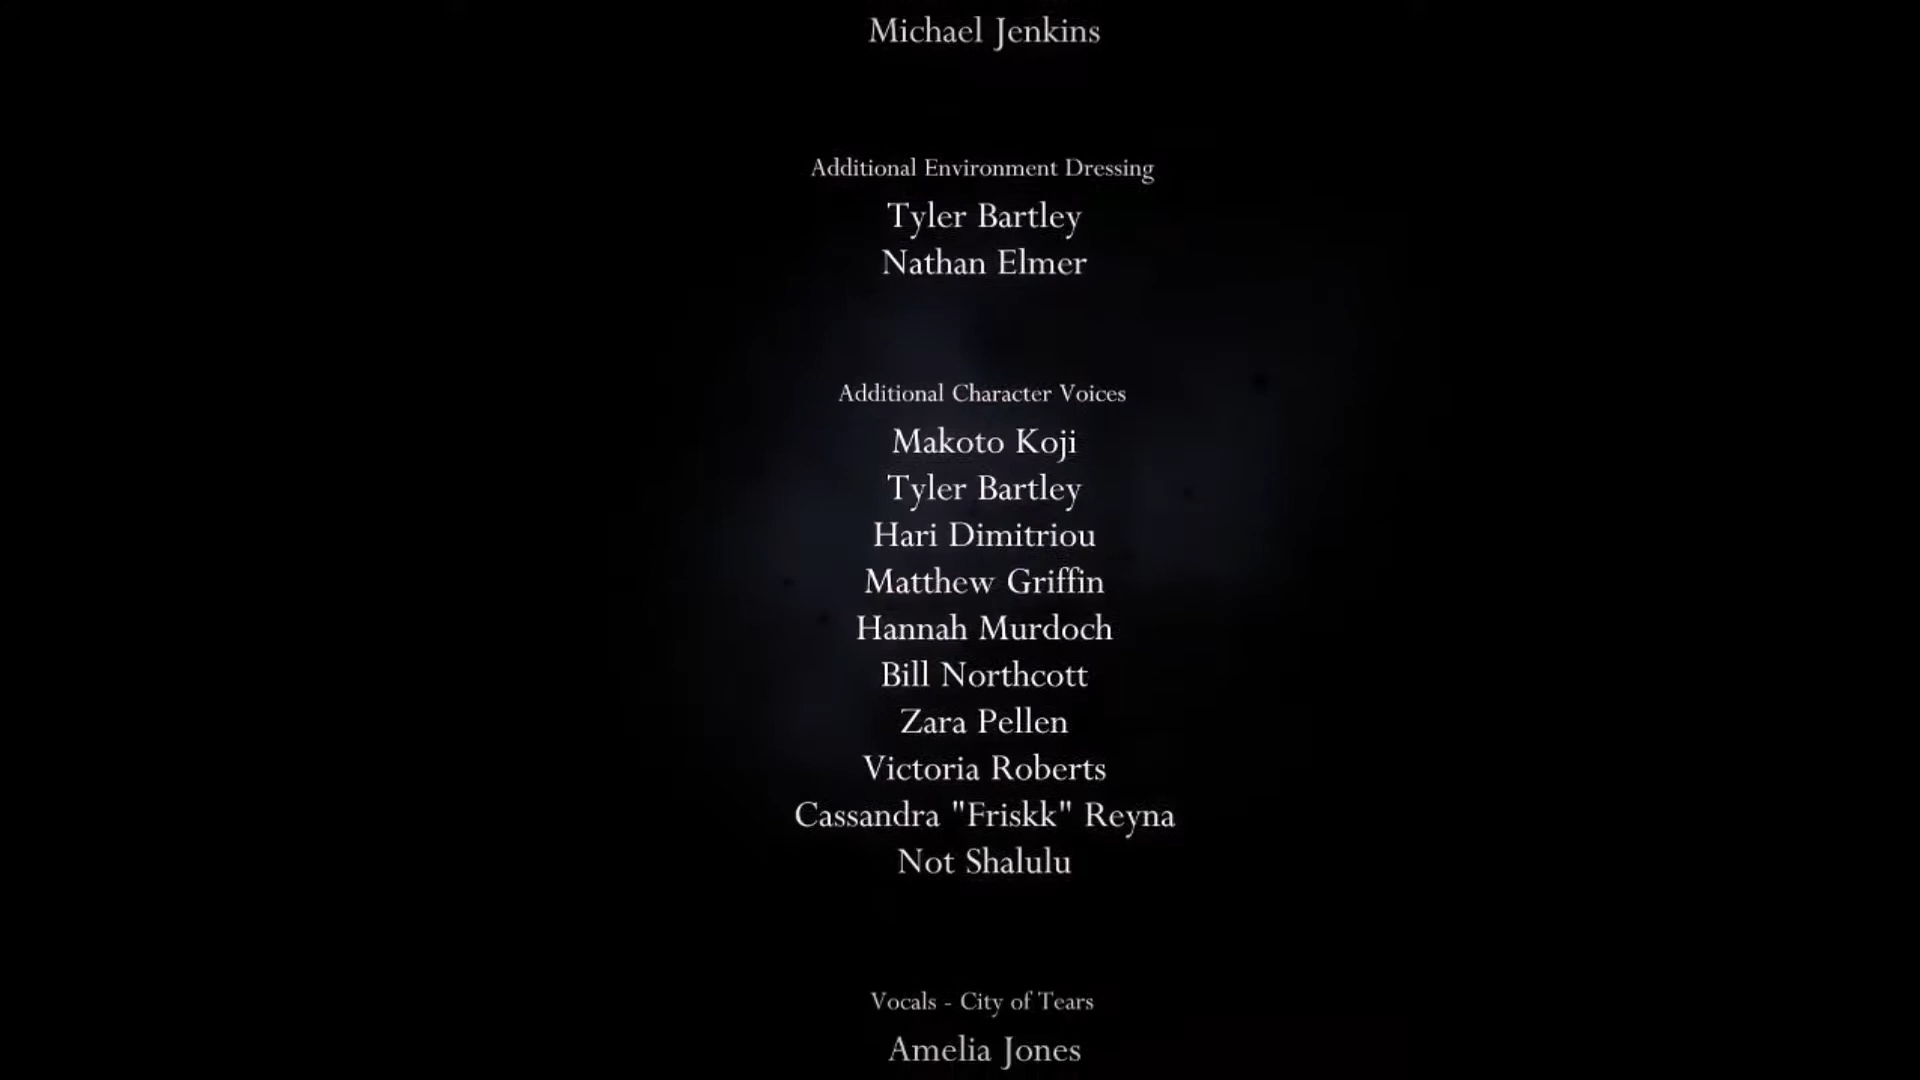 Michael Jenkins
Additional Environment Dressing
Tyler Bartley
Nathan Elmer
Additional Character Voices
Makoto Koji
Tyler Bartley
Hari Dimitriou
Matthew Griffin
Hannah Murdoch
Bill Northcott
Zara Pellen
Victoria Roberts
Cassandra "Friskk" Reyna
Not Shalulu
Vocals - City of Tears
Amelia Jones